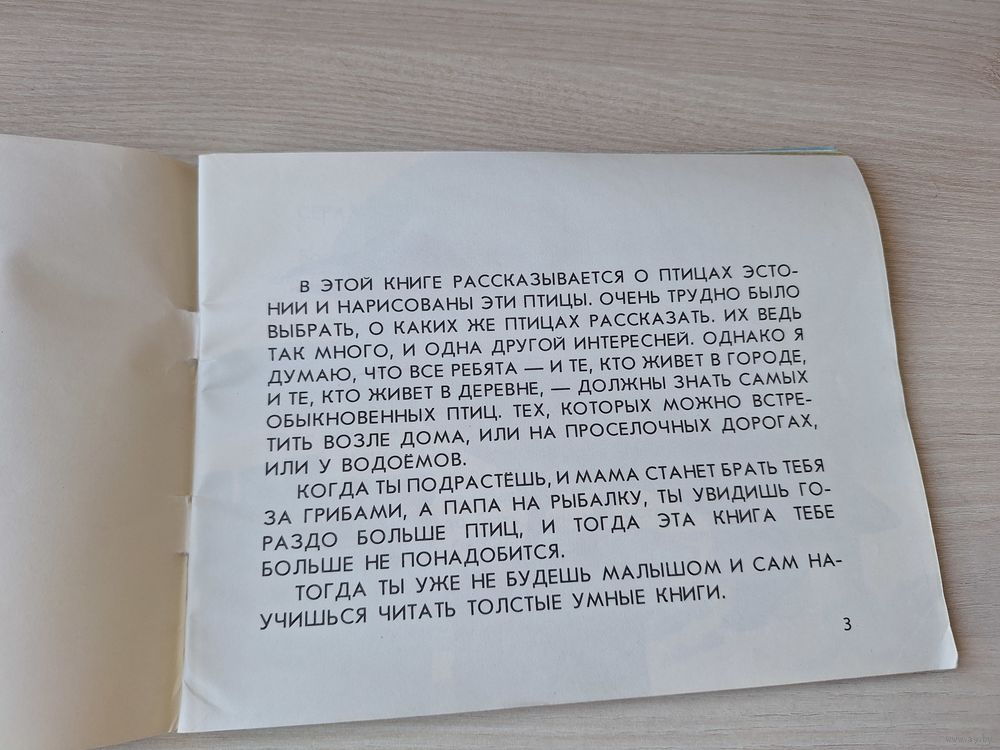 В ЭТОЙ КНИГЕ РАССКАЗЫВАЕТСЯ О ПТИЦАХ ЭСТО-
НИИ И НАРИСОВАНЫ ЭТИ ПТИЦЫ. ОЧЕНЬ ТРУДНО БЫЛО
ВЫБРАТЬ, О КАКИХ ЖЕ ПТИЦАХ РАССКАЗАТЬ. ИХ ВЕДЬ
ТАК МНОГО, И ОДНА ДРУГОЙ ИНТЕРЕСНЕЙ. ОДНАКО Я
ДУМАЮ, ЧТО ВСЕ РЕБЯТА — И ТЕ, КТО ЖИВЕТ В ГОРОДЕ,
И ТЕ, КТО ЖИВЕТ В ДЕРЕВНЕ, — ДОЛЖНЫ ЗНАТЬ САМЫХ
ОБЫКНОВЕННЫХ ПТИЦ. ТЕХ, КОТОРЫХ МОЖНО ВСТРЕ-
ТИТЬ ВОЗЛЕ ДОМА, ИЛИ НА ПРОСЕЛОЧНЫХ ДОРОГАХ,
ИЛИ У ВОДОЁМОВ.
КОГДА ТЫ ПОДРАСТЁШЬ, И МАМА СТАНЕТ БРАТЬ ТЕБЯ
ЗА ГРИБАМИ, А ПАПА НА РЫБАЛКУ, ТЫ УВИДИШЬ ГО-
РАЗДО БОЛЬШЕ ПТИЦ, И ТОГДА ЭТА КНИГА ТЕБЕ
БОЛЬШЕ НЕ ПОНАДОБИТСЯ.
ТОГДА ТЫ УЖЕ НЕ БУДЕШЬ МАЛЫШОМ И САМ НА-
УЧИШЬСЯ ЧИТАТЬ ТОЛСТЫЕ УМНЫЕ КНИГИ.
3